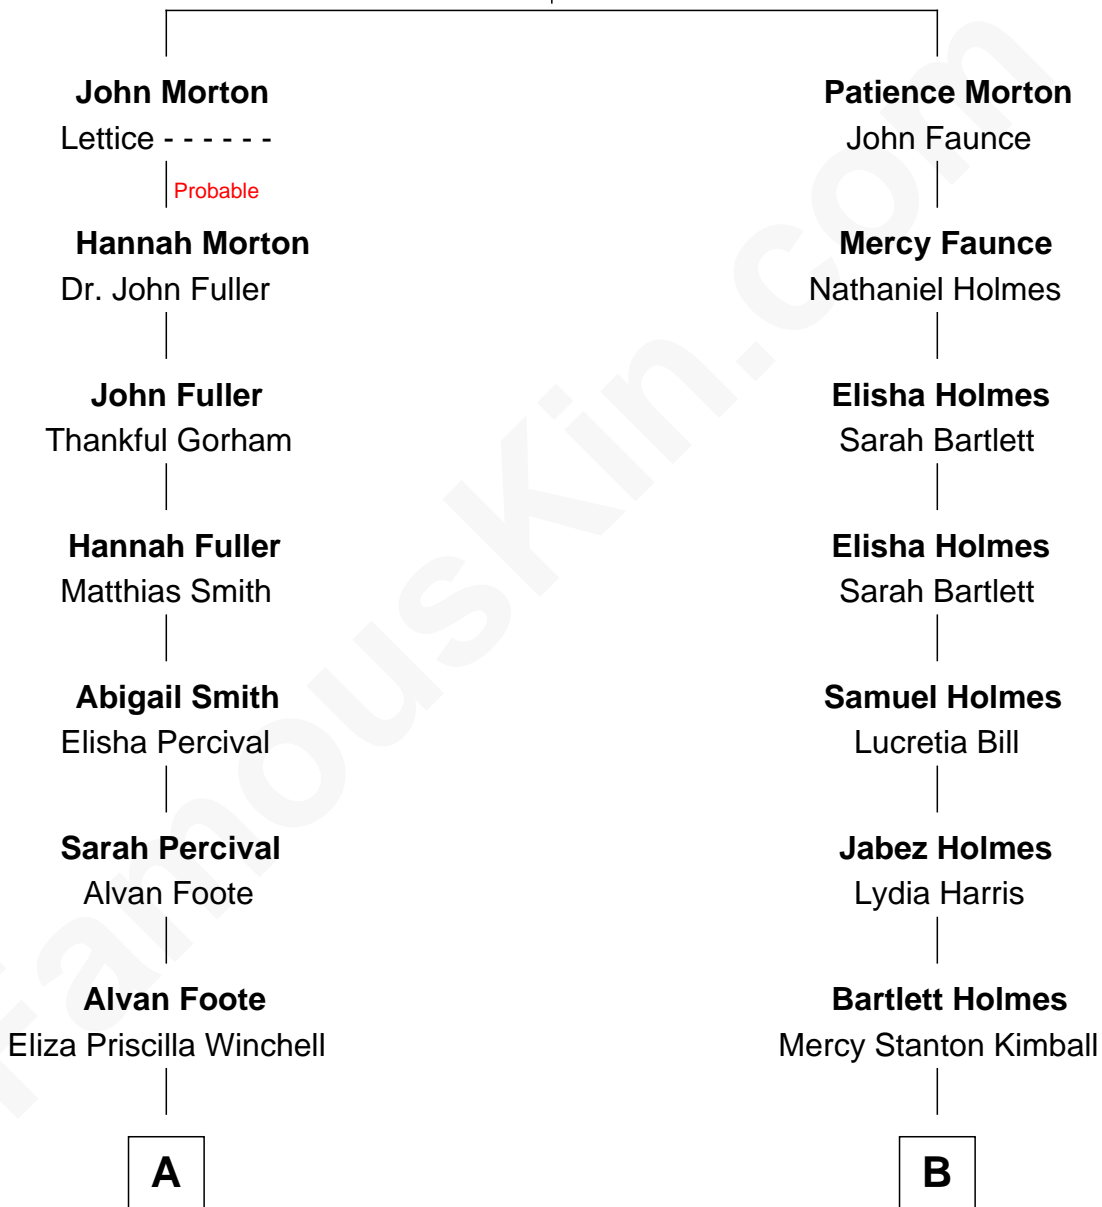 John Morton
Lettice - - - - - -
Probable
Hannah Morton
Dr. John Fuller
John Fuller
Thankful Gorham
Hannah Fuller
Matthias Smith
Abigail Smith
Elisha Percival
Sarah Percival
Alvan Foote
Alvan Foote
Eliza Priscilla Winchell
A
Patience Morton
John Faunce
Mercy Faunce
Nathaniel Holmes
Elisha Holmes
Sarah Bartlett
Elisha Holmes
Sarah Bartlett
Samuel Holmes
Lucretia Bill
Jabez Holmes
Lydia Harris
Bartlett Holmes
Mercy Stanton Kimball
B
FamousKin.com